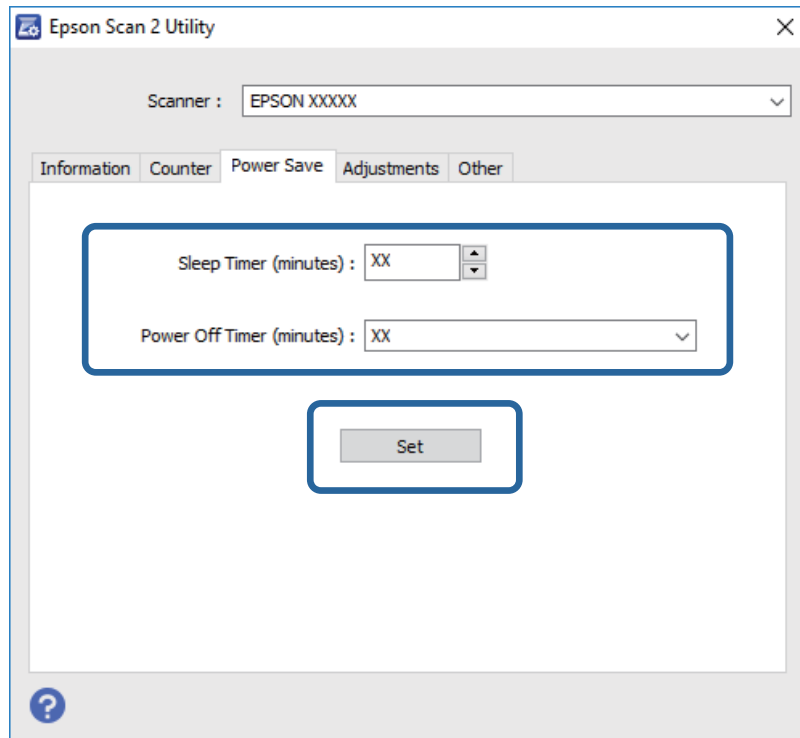 Epson Scan 2 Utility
Scanner : EPSON XXXXX
Information Counter Power Save Adjustments Other
Sleep Timer (minutes) : XX
Power Off Timer (minutes) : XX
Set
?